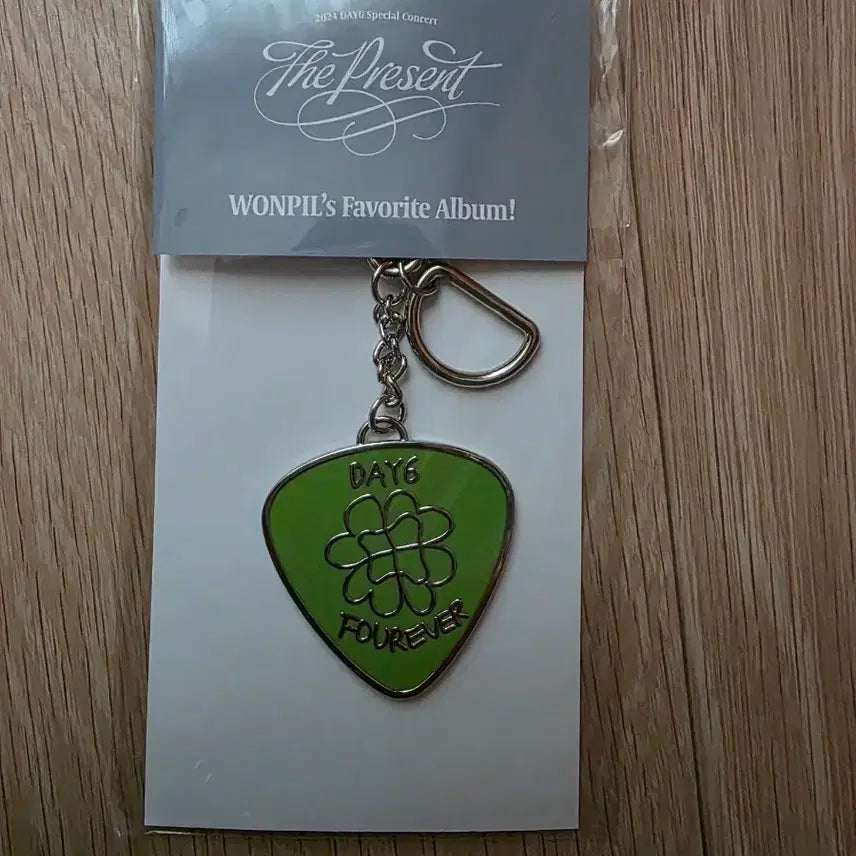 2024 DAY6 Special Concert
The Present
WONPIL's Favorite Album!
DAY6
FOUREVER